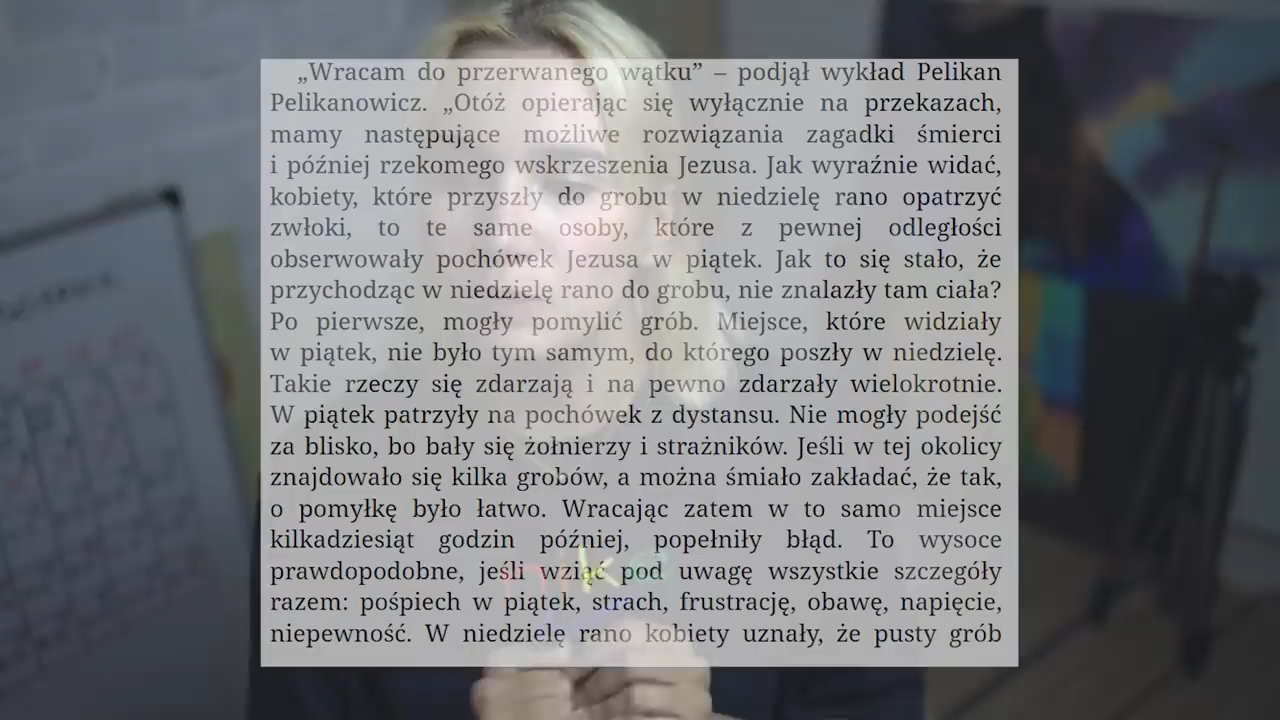 „Wracam do przerwanego wątku” – podjął wykład Pelikan
Pelikanowicz. „Otóż opierając się wyłącznie na przekazach,
mamy następujące możliwe rozwiązania zagadki śmierci
i później rzekomego wskrzeszenia Jezusa. Jak wyraźnie widać,
kobiety, które przyszły do grobu w niedzielę rano opatrzyć
zwłoki, to te same osoby, które z pewnej odległości
obserwowały pochówek Jezusa w piątek. Jak to się stało, że
przychodząc w niedzielę rano do grobu, nie znalazły tam ciała?
Po pierwsze, mogły pomylić grób. Miejsce, które widziały
w piątek, nie było tym samym, do którego poszły w niedzielę.
Takie rzeczy się zdarzają i na pewno zdarzały wielokrotnie.
W piątek patrzyły na pochówek z dystansu. Nie mogły podejść
za blisko, bo bały się żołnierzy i strażników. Jeśli w tej okolicy
znajdowało się kilka grobów, a można śmiało zakładać, że tak,
o pomyłkę było łatwo. Wracając zatem w to samo miejsce
kilkadziesiąt godzin później, popełniły błąd. To wysoce
prawdopodobne, jeśli wziąć pod uwagę wszystkie szczegóły
razem: pośpiech w piątek, strach, frustrację, obawę, napięcie,
niepewność. W niedzielę rano kobiety uznały, że pusty grób